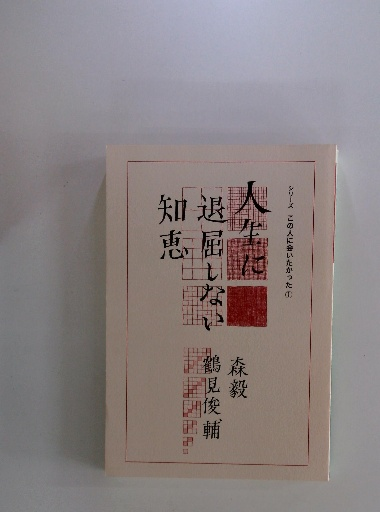 シリーズ この人に会いたかった①
人生に
退屈しない
知恵
森毅
鶴見俊輔